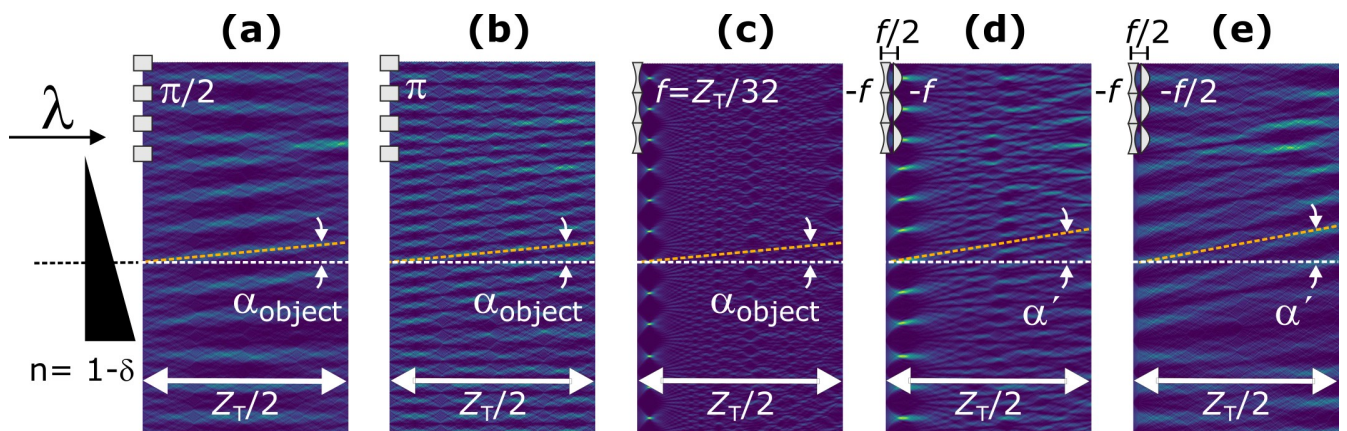 (a) (b) (c) f/2 (d) f/2 (e)
π/2 π f=Z_T/32 -f -f -f -f/2
λ
α_object α_object α_object α′ α′
n= 1-δ
Z_T/2 Z_T/2 Z_T/2 Z_T/2 Z_T/2